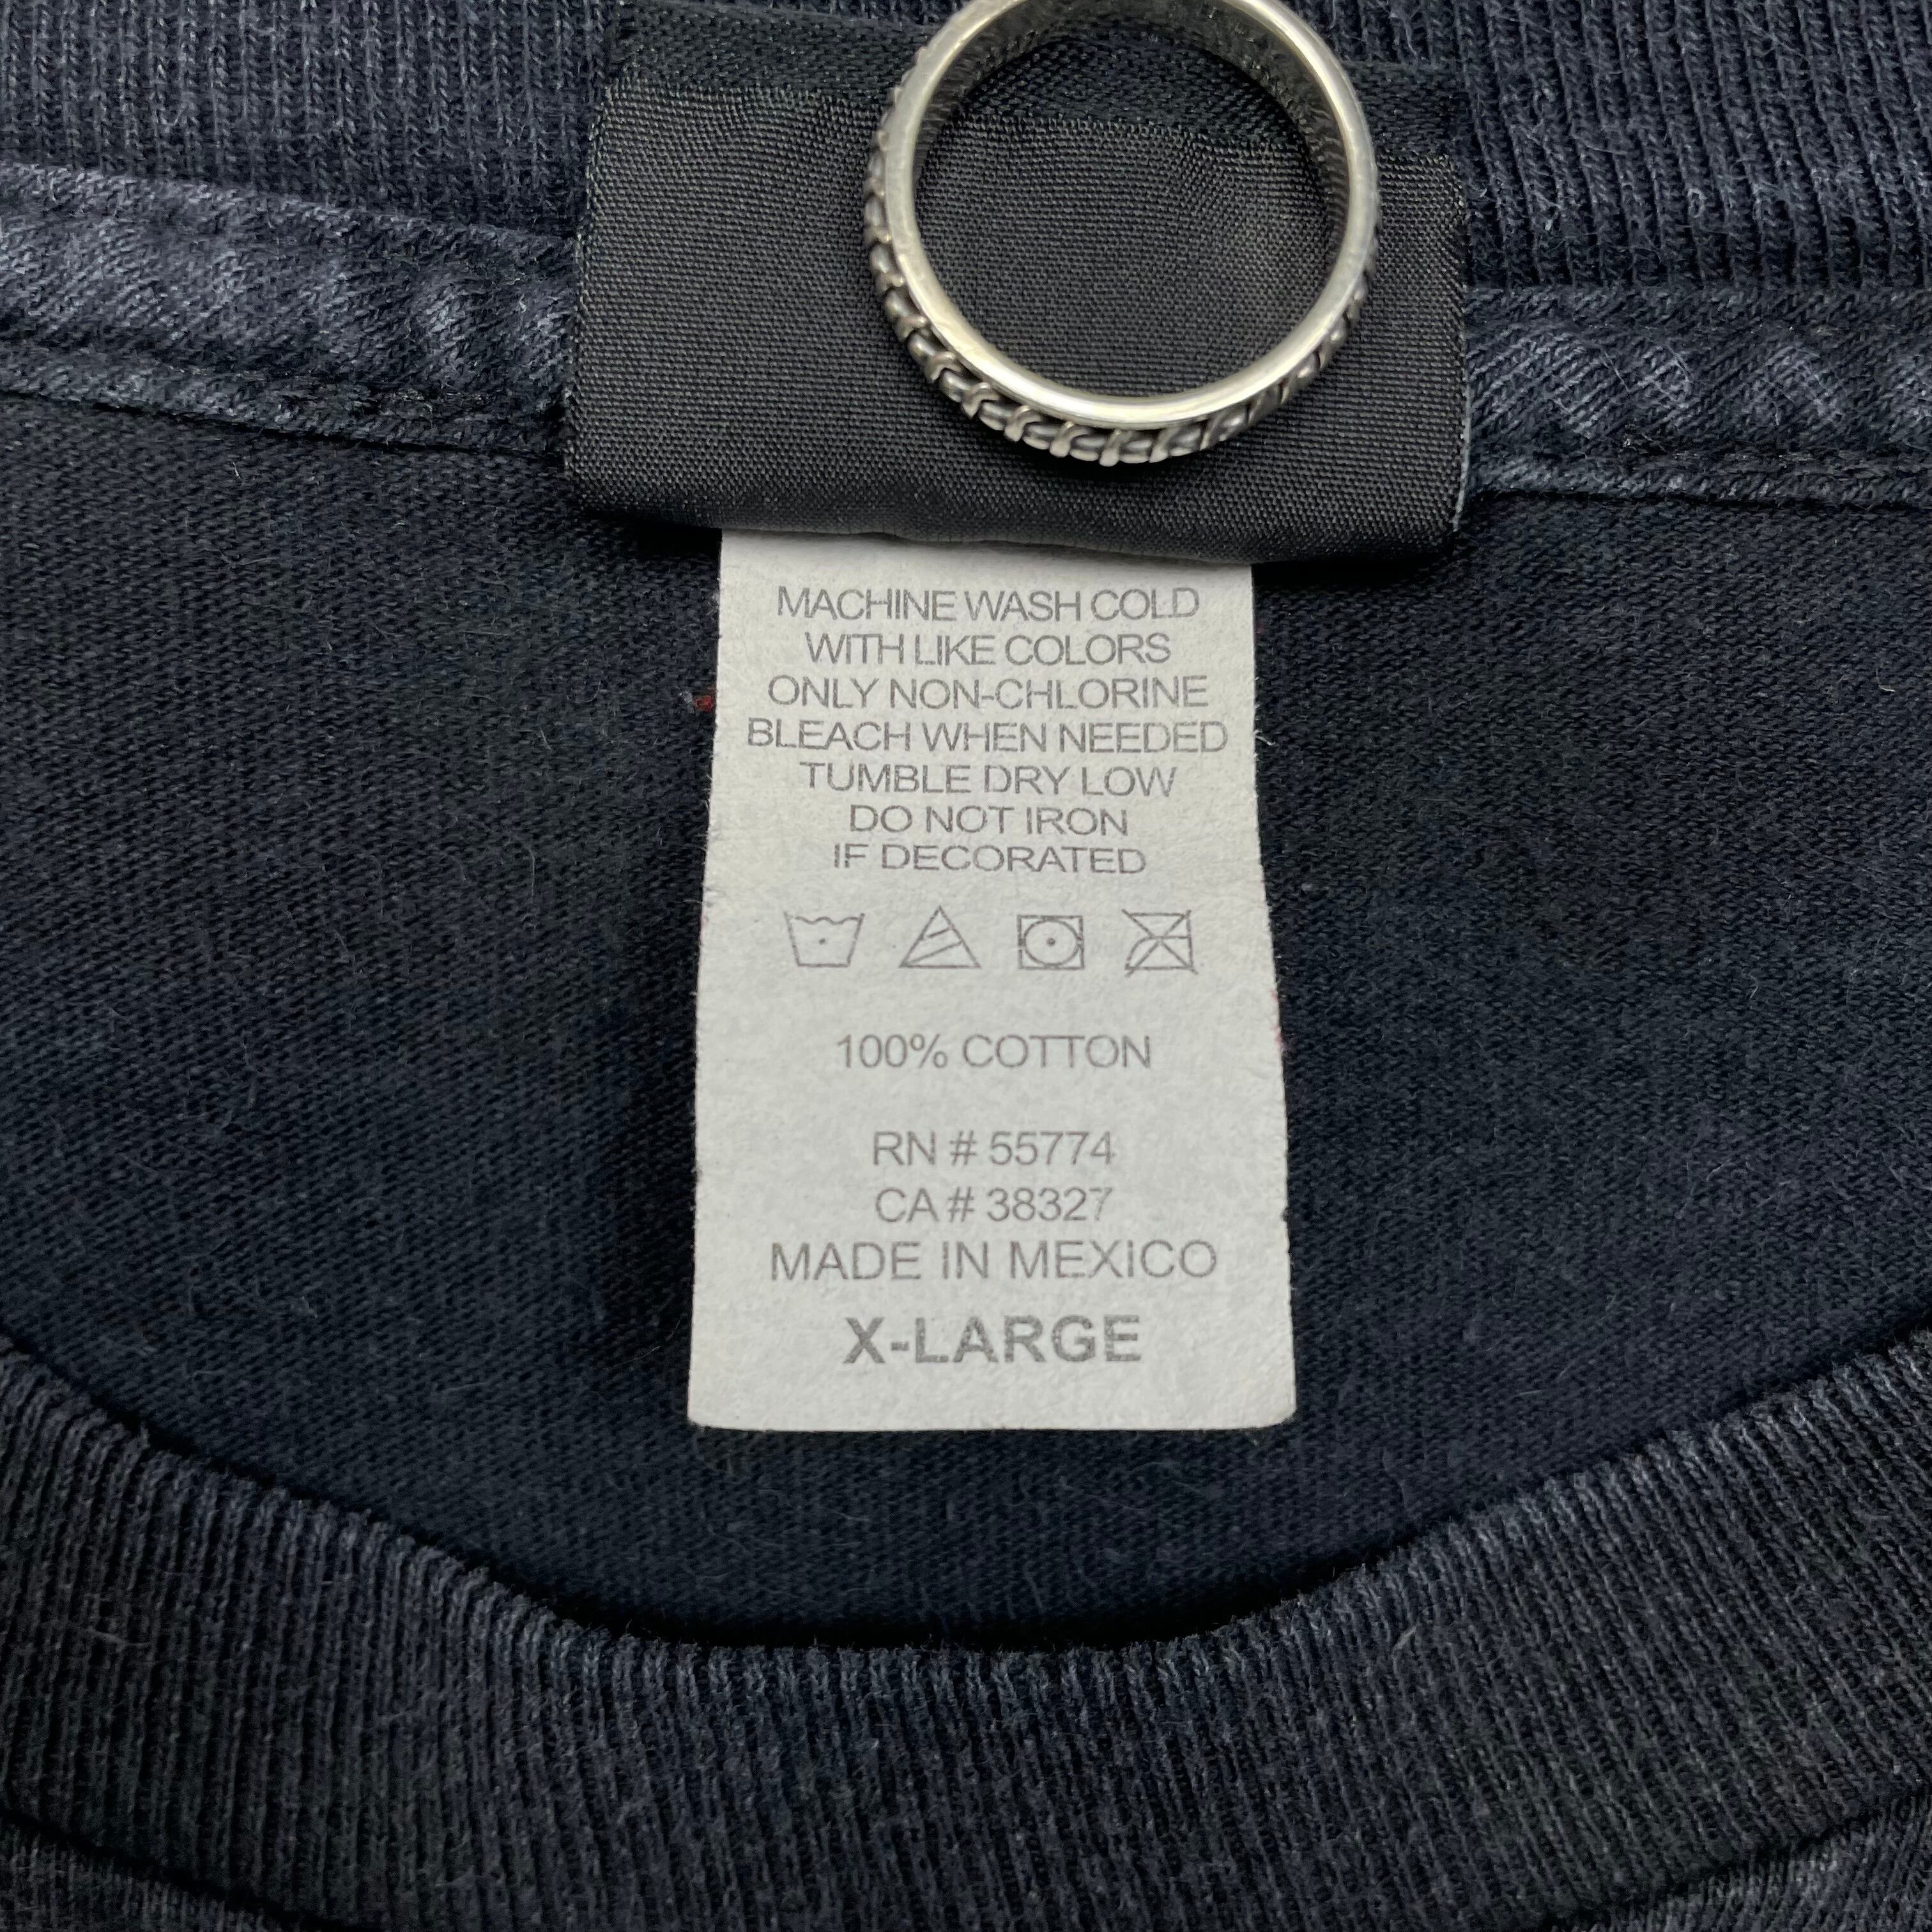 MACHINE WASH COLD
WITH LIKE COLORS
ONLY NON-CHLORINE
BLEACH WHEN NEEDED
TUMBLE DRY LOW
DO NOT IRON
IF DECORATED
100% COTTON
RN # 55774
CA # 38327
MADE IN MEXICO
X-LARGE